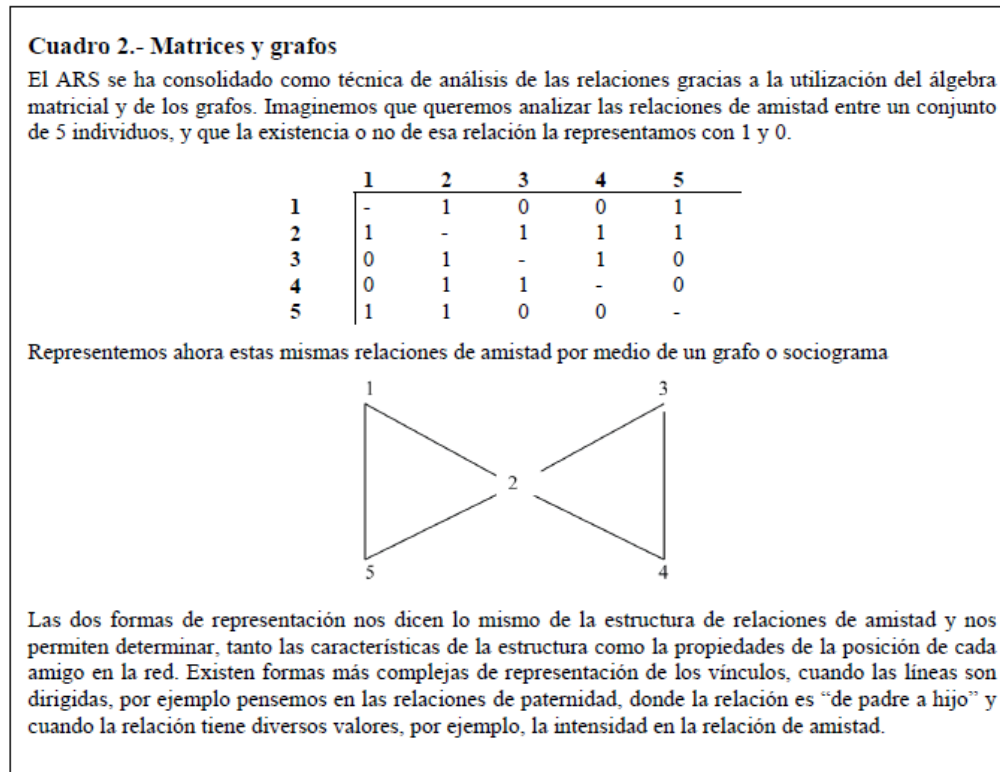 Cuadro 2.- Matrices y grafos
El ARS se ha consolidado como técnica de análisis de las relaciones gracias a la utilización del álgebra
matricial y de los grafos. Imaginemos que queremos analizar las relaciones de amistad entre un conjunto
de 5 individuos, y que la existencia o no de esa relación la representamos con 1 y 0.
1 2 3 4 5
1 - 1 0 0 1
2 1 - 1 1 1
3 0 1 - 1 0
4 0 1 1 - 0
5 1 1 0 0 -
Representemos ahora estas mismas relaciones de amistad por medio de un grafo o sociograma
1 3
2
5 4
Las dos formas de representación nos dicen lo mismo de la estructura de relaciones de amistad y nos
permiten determinar, tanto las características de la estructura como la propiedades de la posición de cada
amigo en la red. Existen formas más complejas de representación de los vínculos, cuando las líneas son
dirigidas, por ejemplo pensemos en las relaciones de paternidad, donde la relación es “de padre a hijo” y
cuando la relación tiene diversos valores, por ejemplo, la intensidad en la relación de amistad.